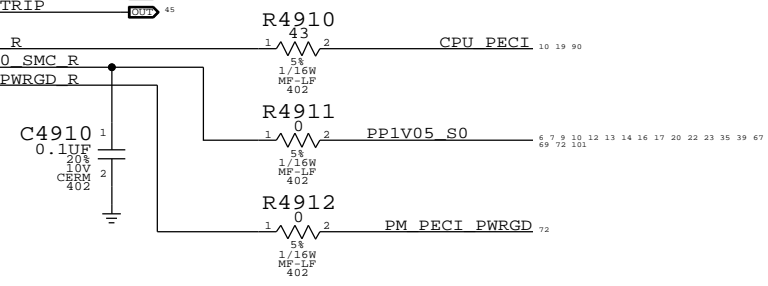 TRIP OUT 45
R4910
43
R 1 2 CPU_PECI 10 19 90
5%
1/16W
MF-LF
402
0_SMC_R
PWRGD_R
R4911
0
1 2 PP1V05_S0 6 7 9 10 12 13 14 16 17 20 22 23 35 39 67
69 72 101
5%
1/16W
MF-LF
402
C4910 1
0.1UF
20%
10V
CERM
402
2
R4912
0
1 2 PM_PECI_PWRGD 72
5%
1/16W
MF-LF
402